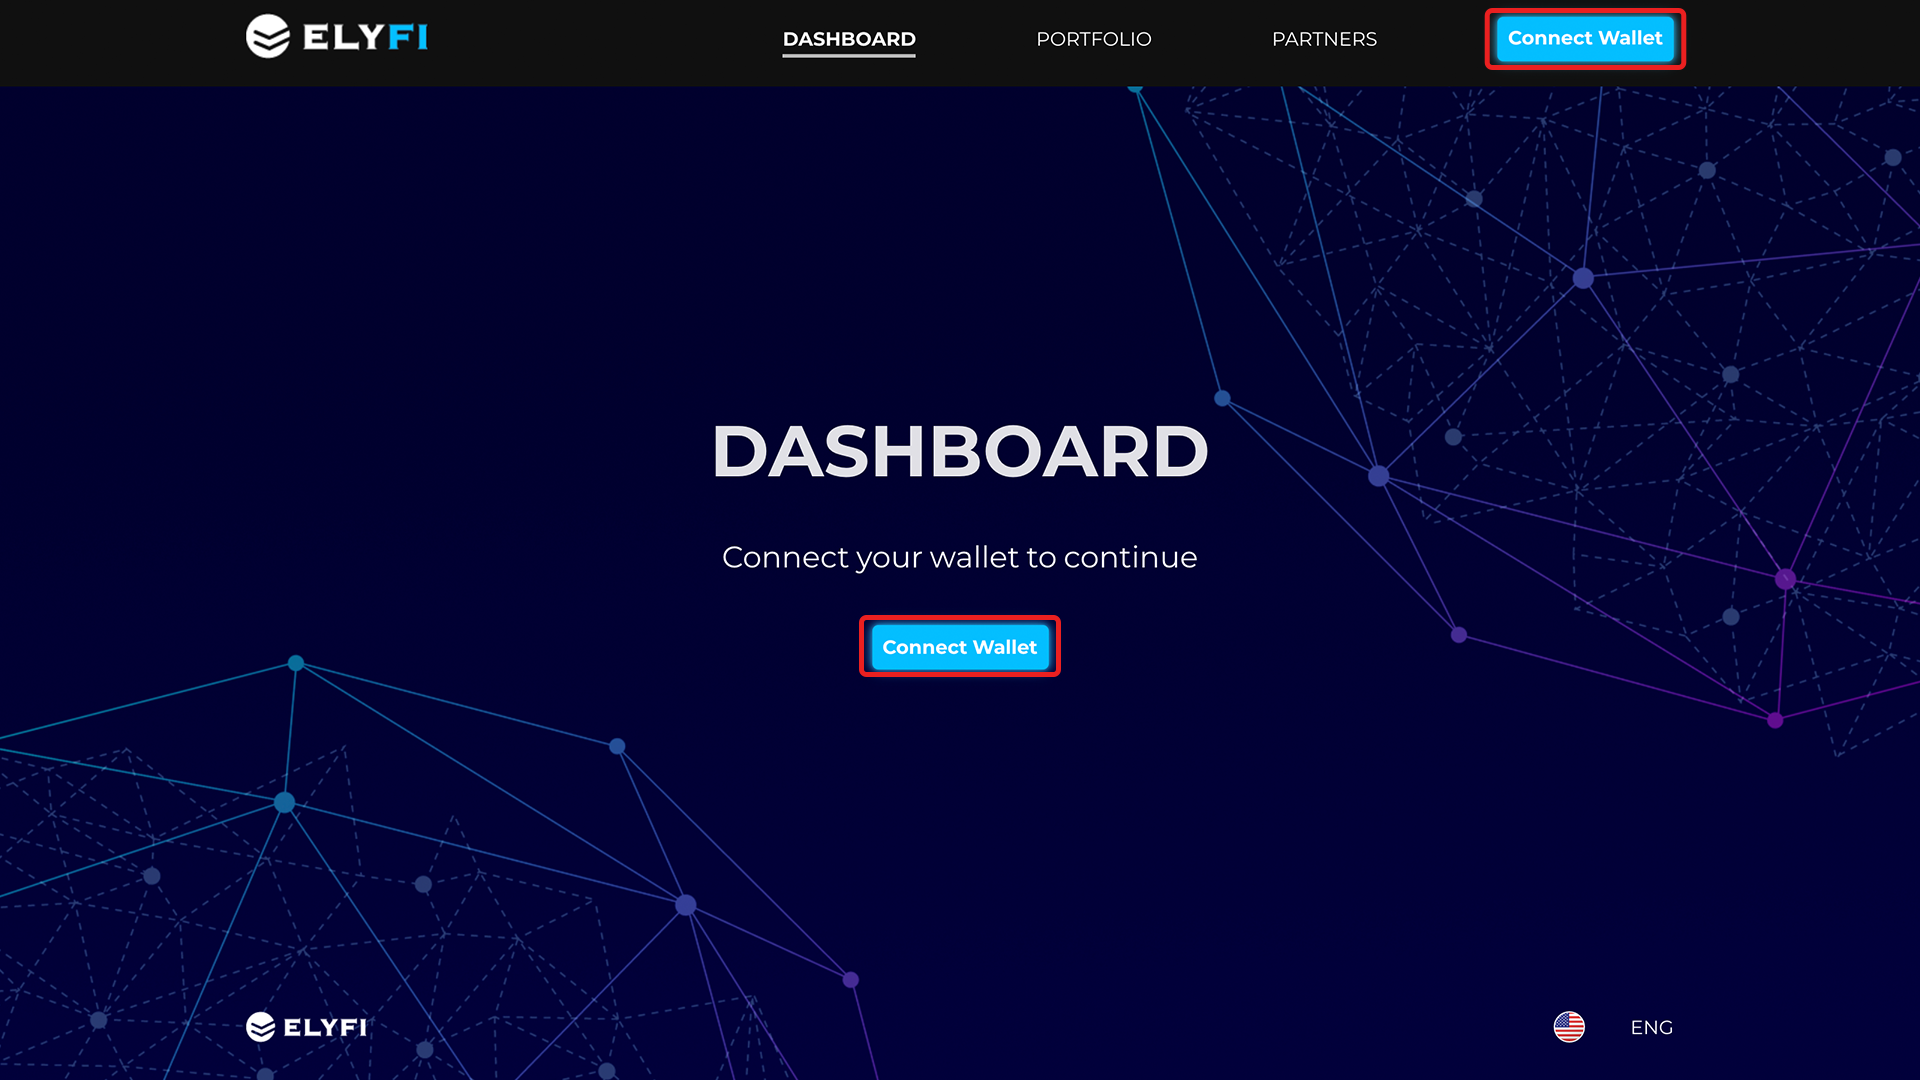 ELYFI
DASHBOARD
PORTFOLIO
PARTNERS
Connect Wallet
DASHBOARD
Connect your wallet to continue
Connect Wallet
ELYFI
ENG